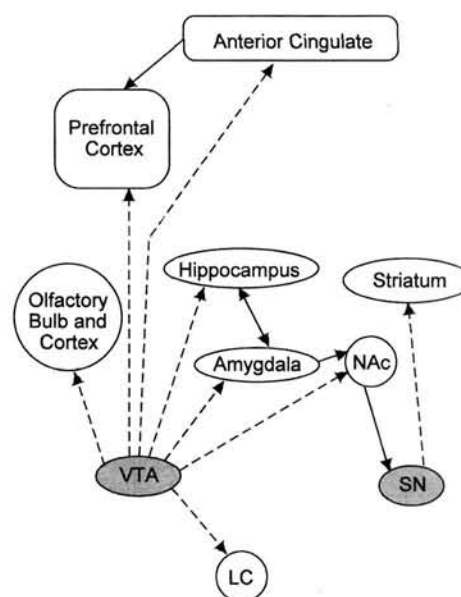 Anterior Cingulate
Prefrontal
Cortex
Hippocampus
Striatum
Olfactory
Bulb and
Cortex
Amygdala
NAc
VTA
SN
LC